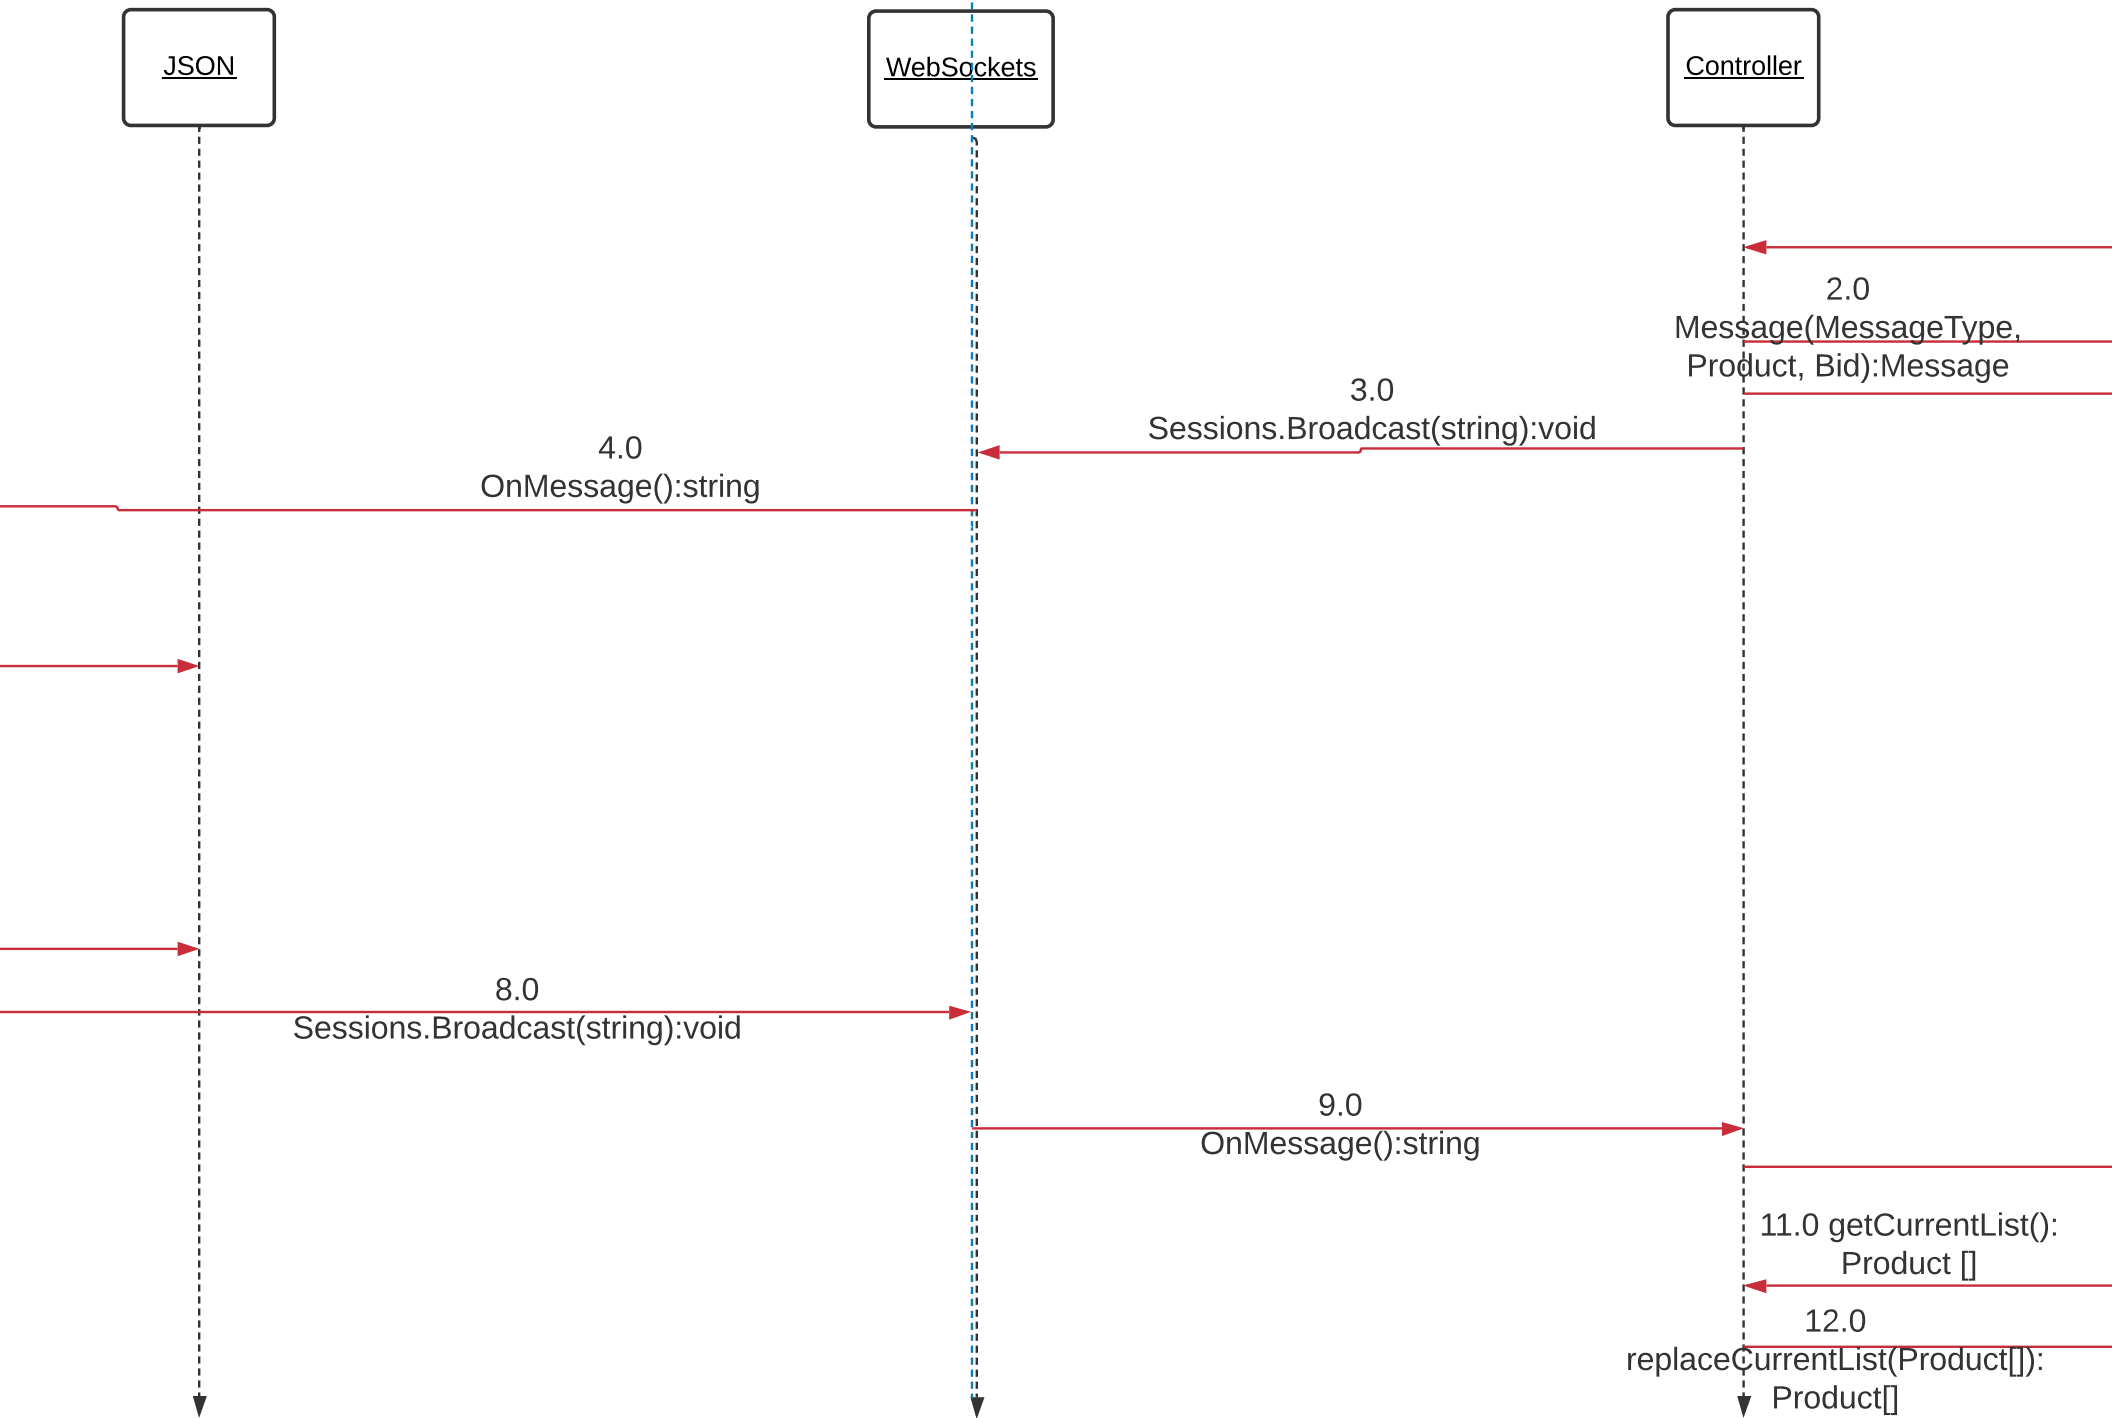 JSON
WebSockets
Controller
2.0
Message(MessageType,
Product, Bid):Message
3.0
Sessions.Broadcast(string):void
4.0
OnMessage():string
8.0
Sessions.Broadcast(string):void
9.0
OnMessage():string
11.0 getCurrentList():
Product []
12.0
replaceCurrentList(Product[]):
Product[]